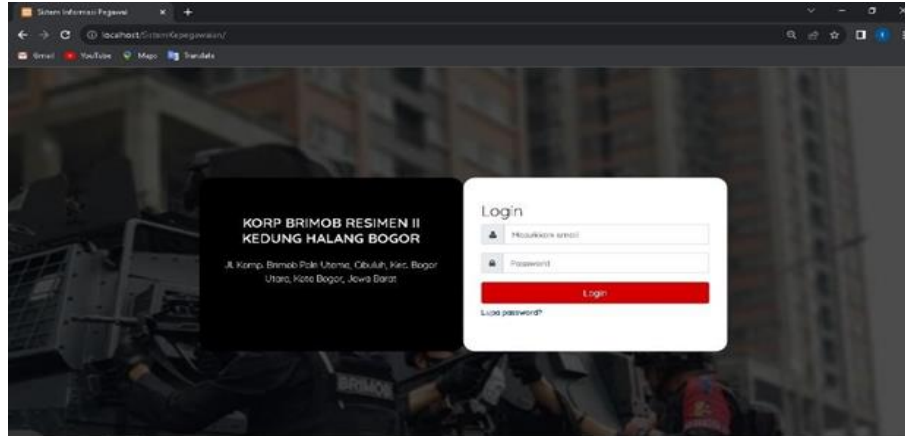 Sistem Informasi Pegawai
localhost/SistemKepegawaian/
Gmail YouTube Maps Translate
KORP BRIMOB RESIMEN II
KEDUNG HALANG BOGOR
Jl. Komp. Brimob Polri Utama, Cibuluh, Kec. Bogor
Utara, Kota Bogor, Jawa Barat
Login
Masukkan email
Password
Login
Lupa password?
BRIMOB